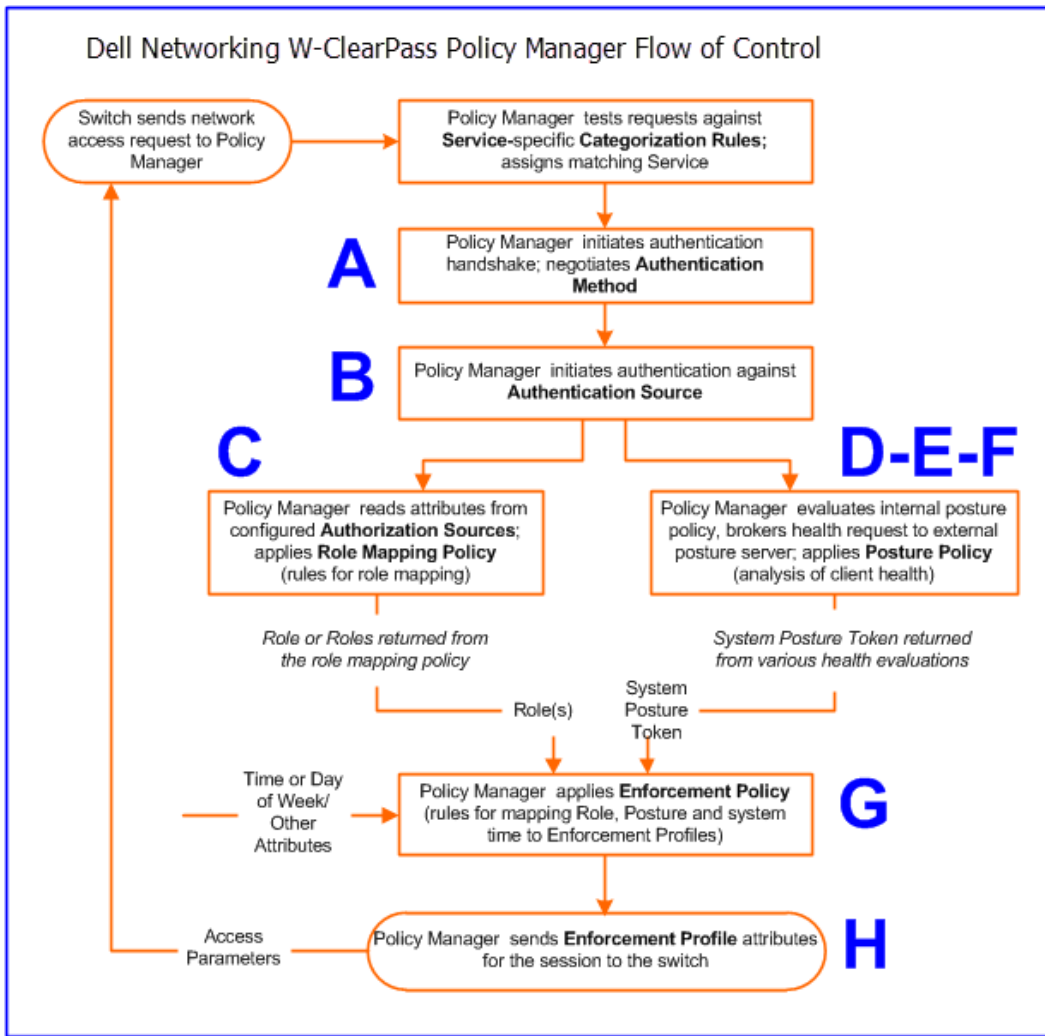 Dell Networking W-ClearPass Policy Manager Flow of Control
Switch sends network
access request to Policy
Manager
Policy Manager tests requests against
Service-specific Categorization Rules;
assigns matching Service
A
Policy Manager initiates authentication
handshake; negotiates Authentication
Method
B
Policy Manager initiates authentication against
Authentication Source
C
Policy Manager reads attributes from
configured Authorization Sources;
applies Role Mapping Policy
(rules for role mapping)
D-E-F
Policy Manager evaluates internal posture
policy, brokers health request to external
posture server; applies Posture Policy
(analysis of client health)
Role or Roles returned from
the role mapping policy
System Posture Token returned
from various health evaluations
Role(s)
System
Posture
Token
Time or Day
of Week/
Other
Attributes
Policy Manager applies Enforcement Policy
(rules for mapping Role, Posture and system
time to Enforcement Profiles)
G
Access
Parameters
Policy Manager sends Enforcement Profile attributes
for the session to the switch
H